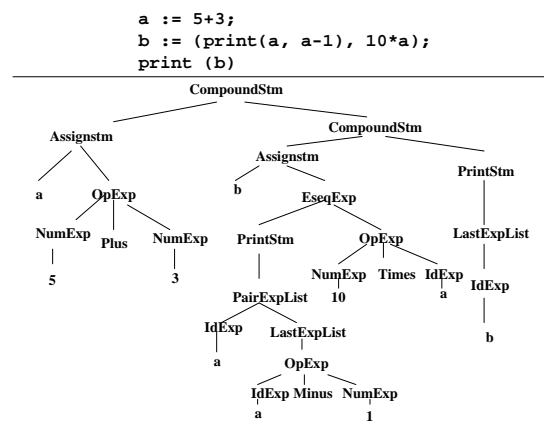 a := 5+3;
b := (print(a, a-1), 10*a);
print (b)
CompoundStm
Assignstm CompoundStm
a OpExp Assignstm PrintStm
b EseqExp
NumExp Plus NumExp PrintStm OpExp LastExpList
5 3 NumExp Times IdExp IdExp
PairExpList 10 a
IdExp LastExpList b
a OpExp
IdExp Minus NumExp
a 1